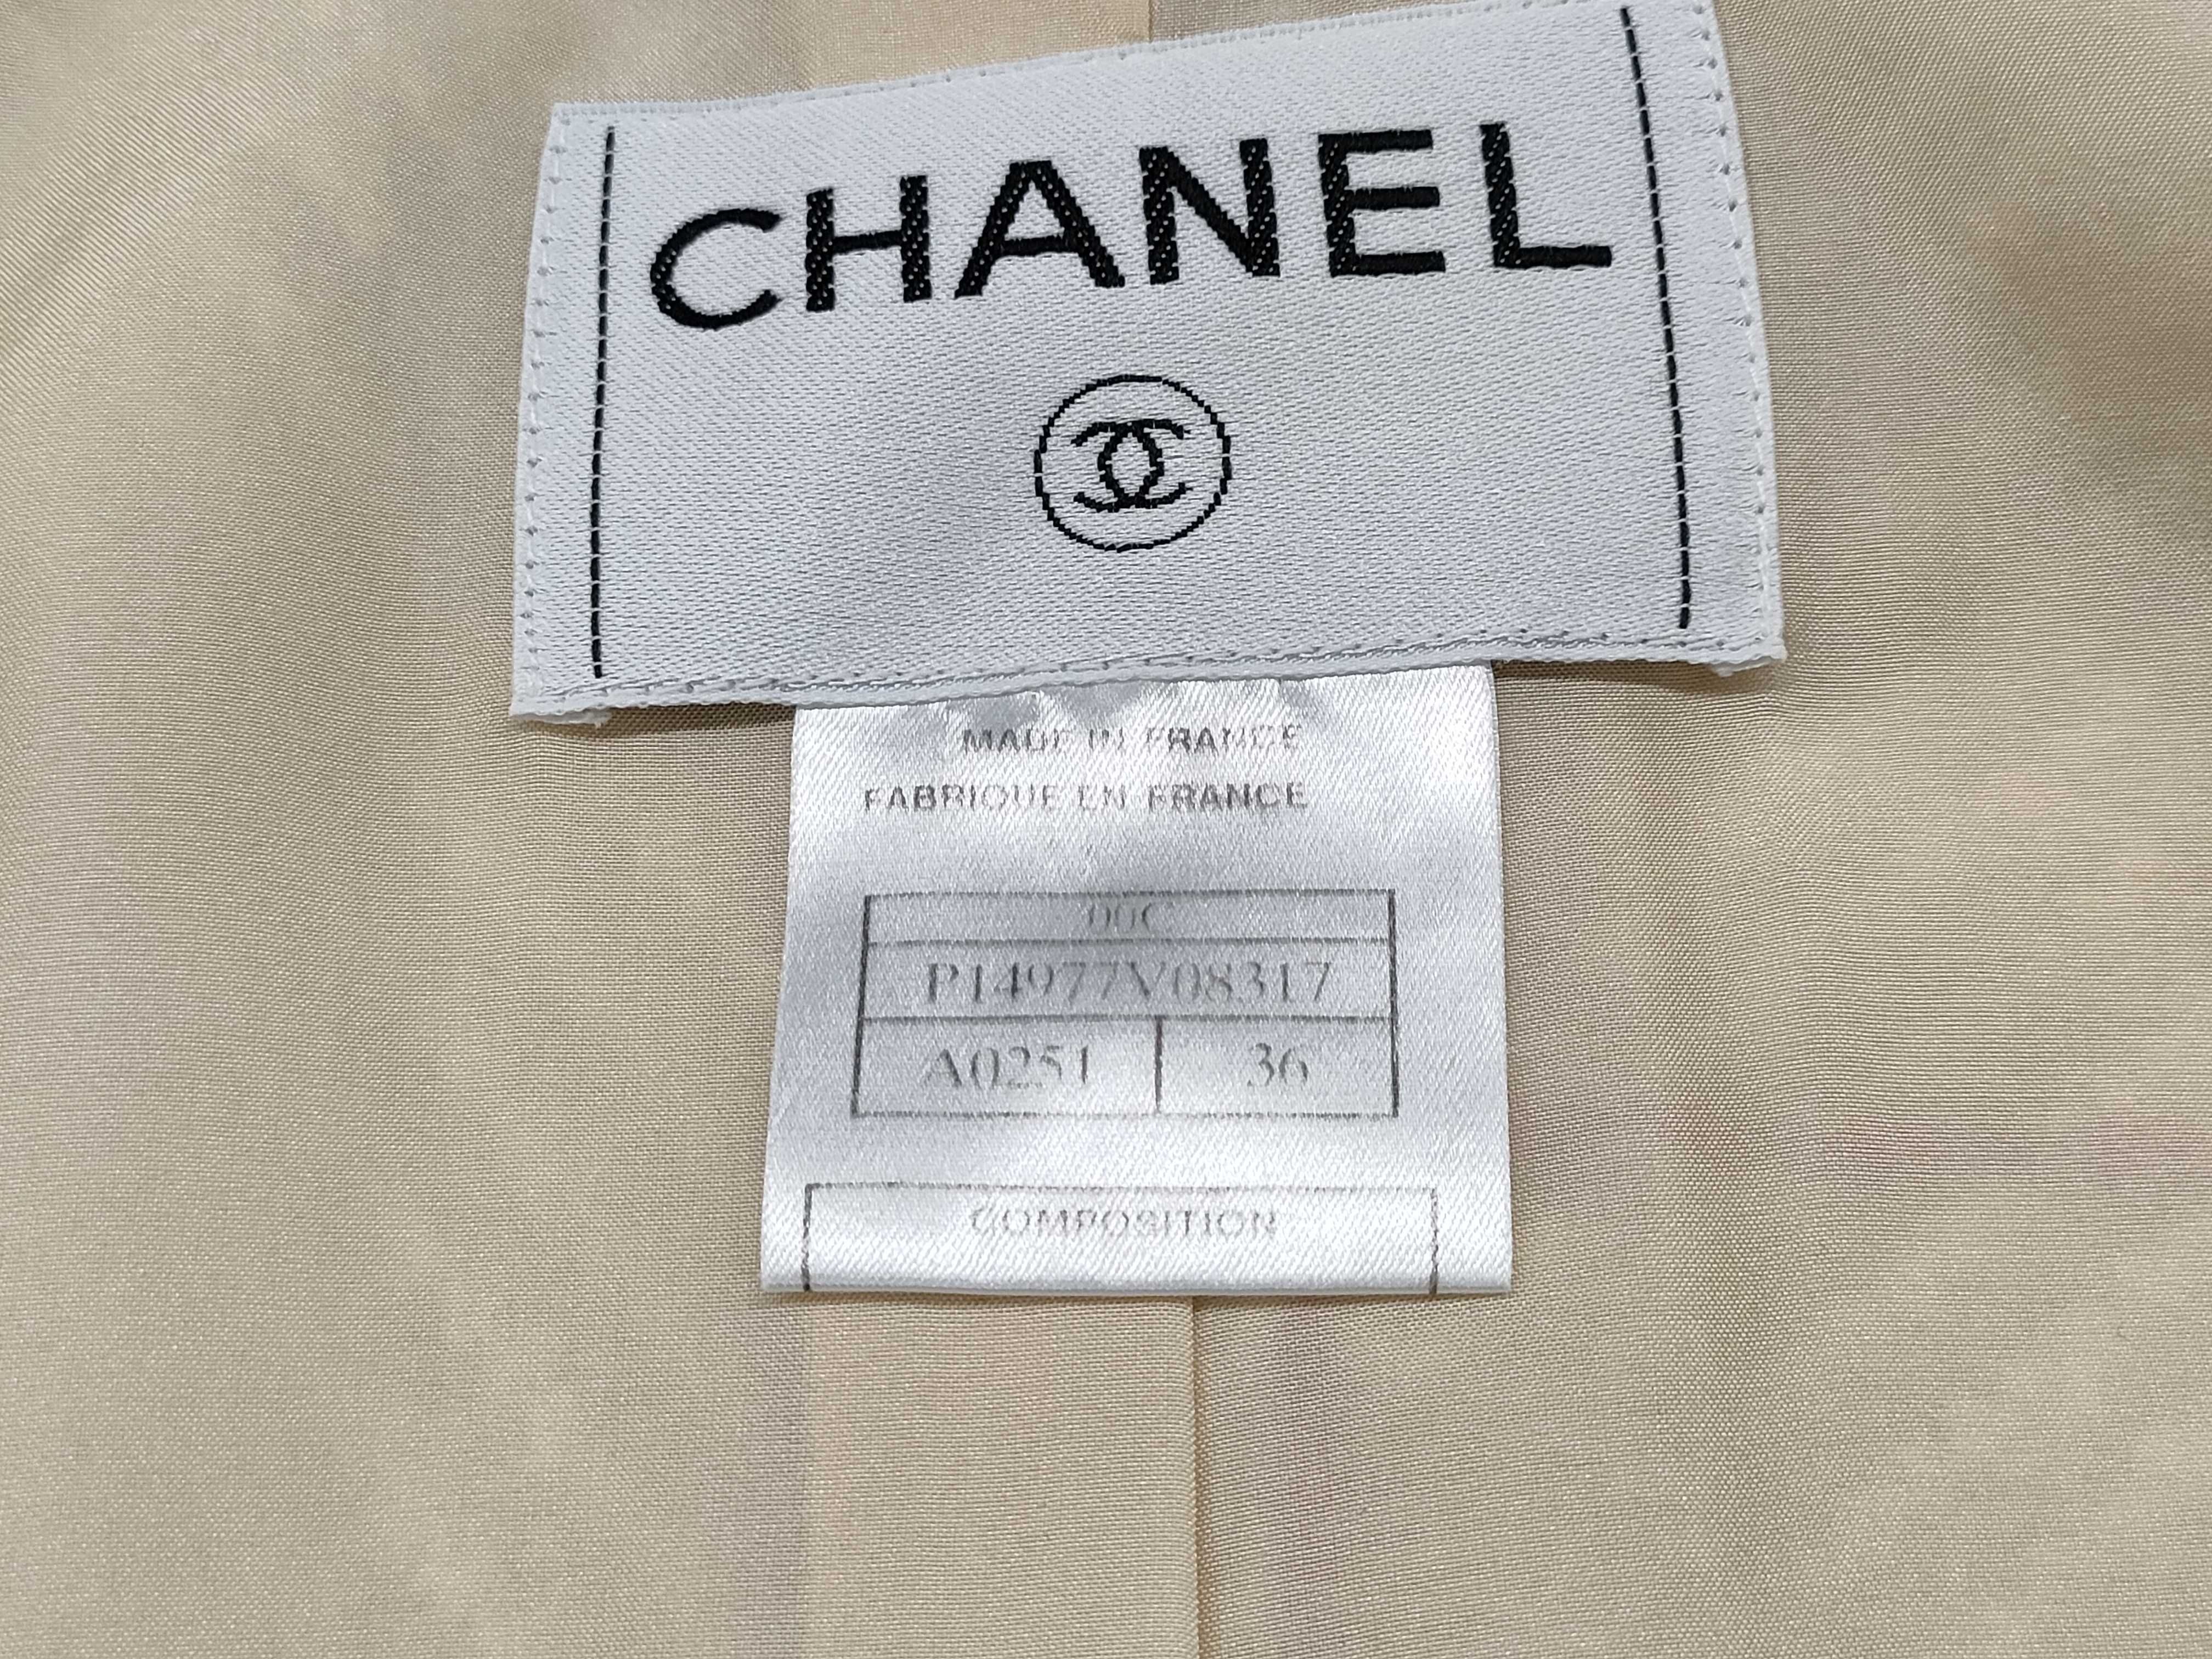 CHANEL
MADE IN FRANCE
FABRIQUE EN FRANCE
00C
P14977V08317
A0251 36
COMPOSITION